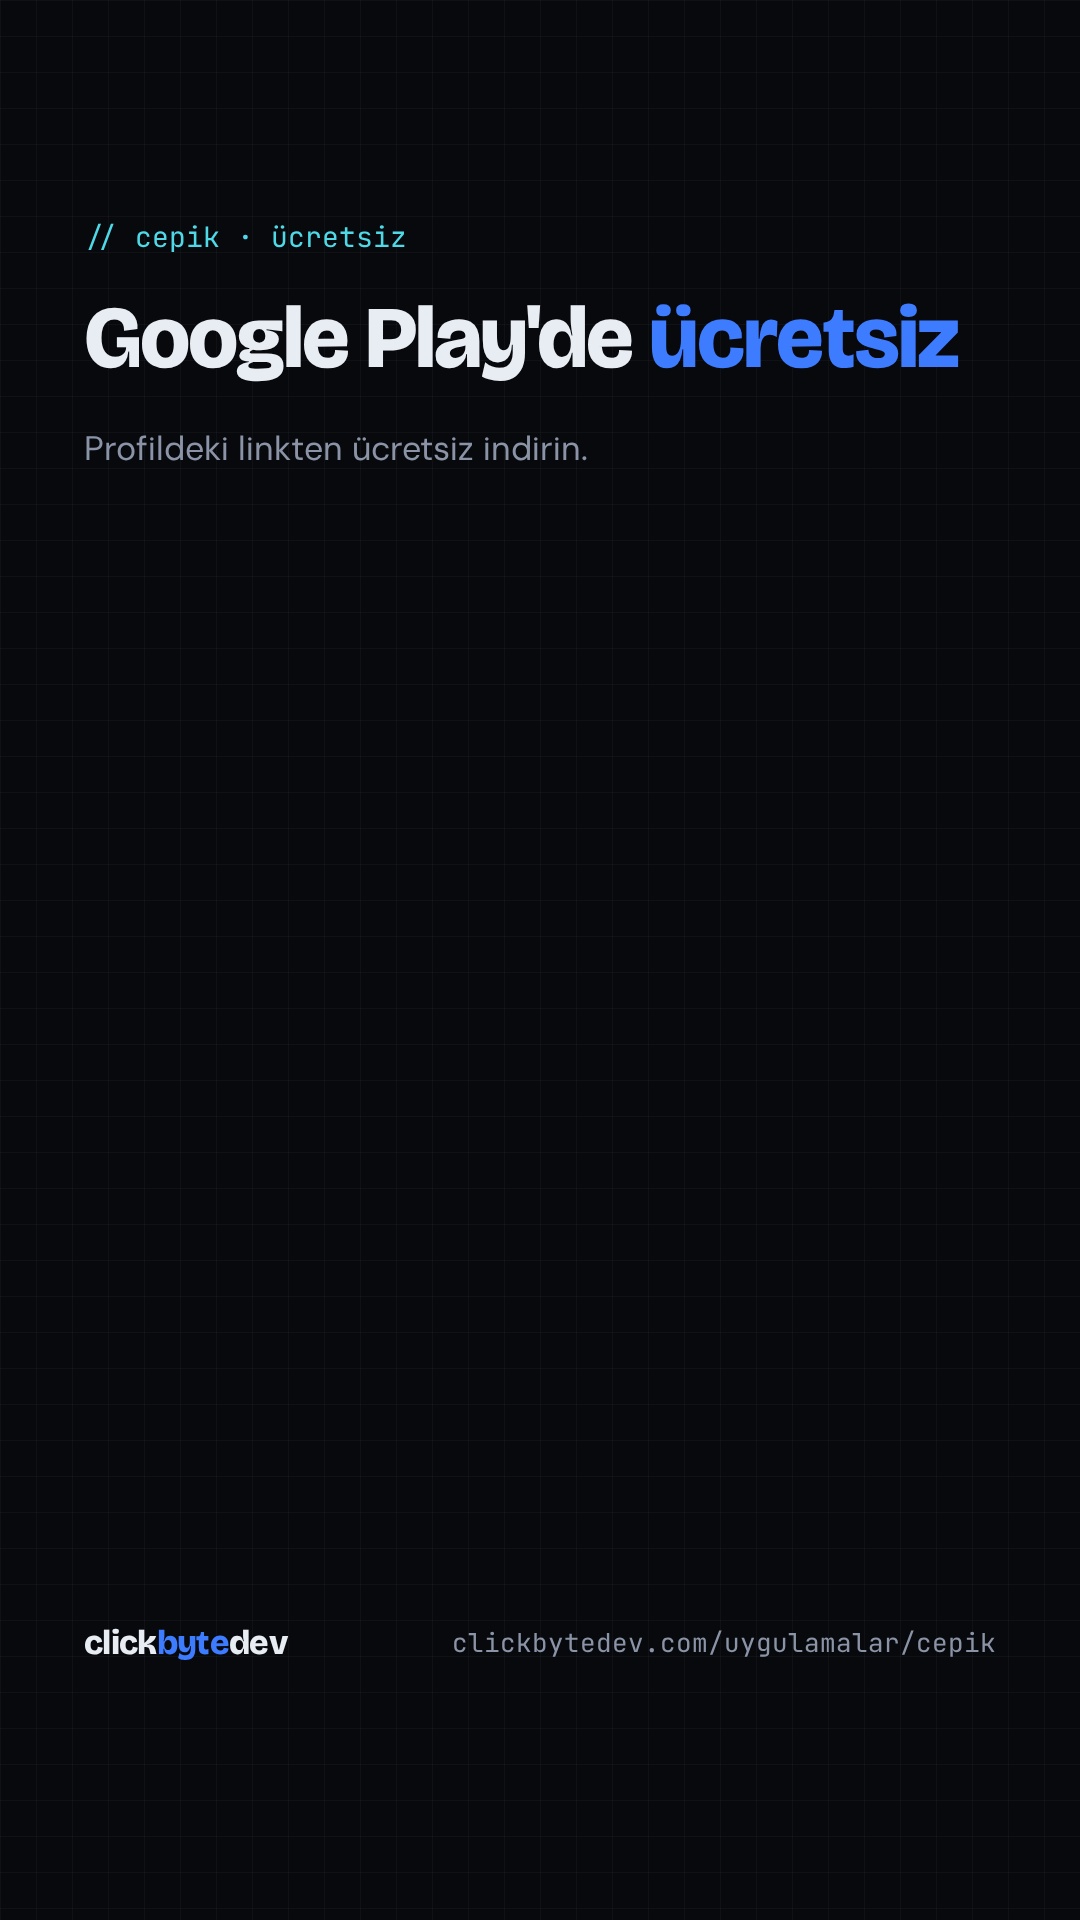 // cepik · ücretsiz
Google Play'de ücretsiz
Profildeki linkten ücretsiz indirin.
clickbytedev
clickbytedev.com/uygulamalar/cepik